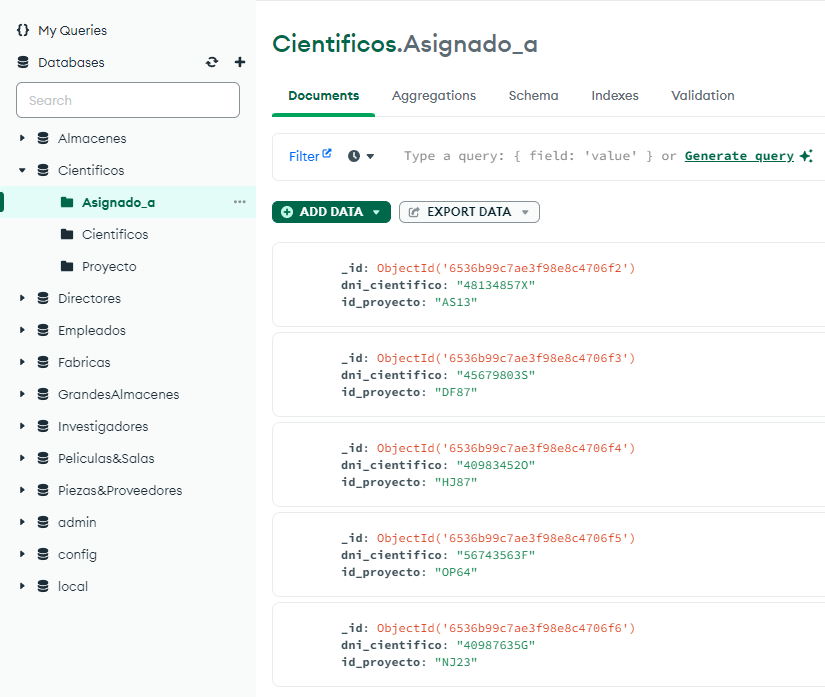 {} My Queries
Databases
Search
Almacenes
Cientificos
Asignado_a
Cientificos
Proyecto
Directores
Empleados
Fabricas
GrandesAlmacenes
Investigadores
Peliculas&Salas
Piezas&Proveedores
admin
config
local
Cientificos.Asignado_a
Documents Aggregations Schema Indexes Validation
Filter Type a query: { field: 'value' } or Generate query
ADD DATA EXPORT DATA
_id: ObjectId('6536b99c7ae3f98e8c4706f2')
dni_cientifico: "48134857X"
id_proyecto: "AS13"
_id: ObjectId('6536b99c7ae3f98e8c4706f3')
dni_cientifico: "45679803S"
id_proyecto: "DF87"
_id: ObjectId('6536b99c7ae3f98e8c4706f4')
dni_cientifico: "40983452O"
id_proyecto: "HJ87"
_id: ObjectId('6536b99c7ae3f98e8c4706f5')
dni_cientifico: "56743563F"
id_proyecto: "OP64"
_id: ObjectId('6536b99c7ae3f98e8c4706f6')
dni_cientifico: "40987635G"
id_proyecto: "NJ23"